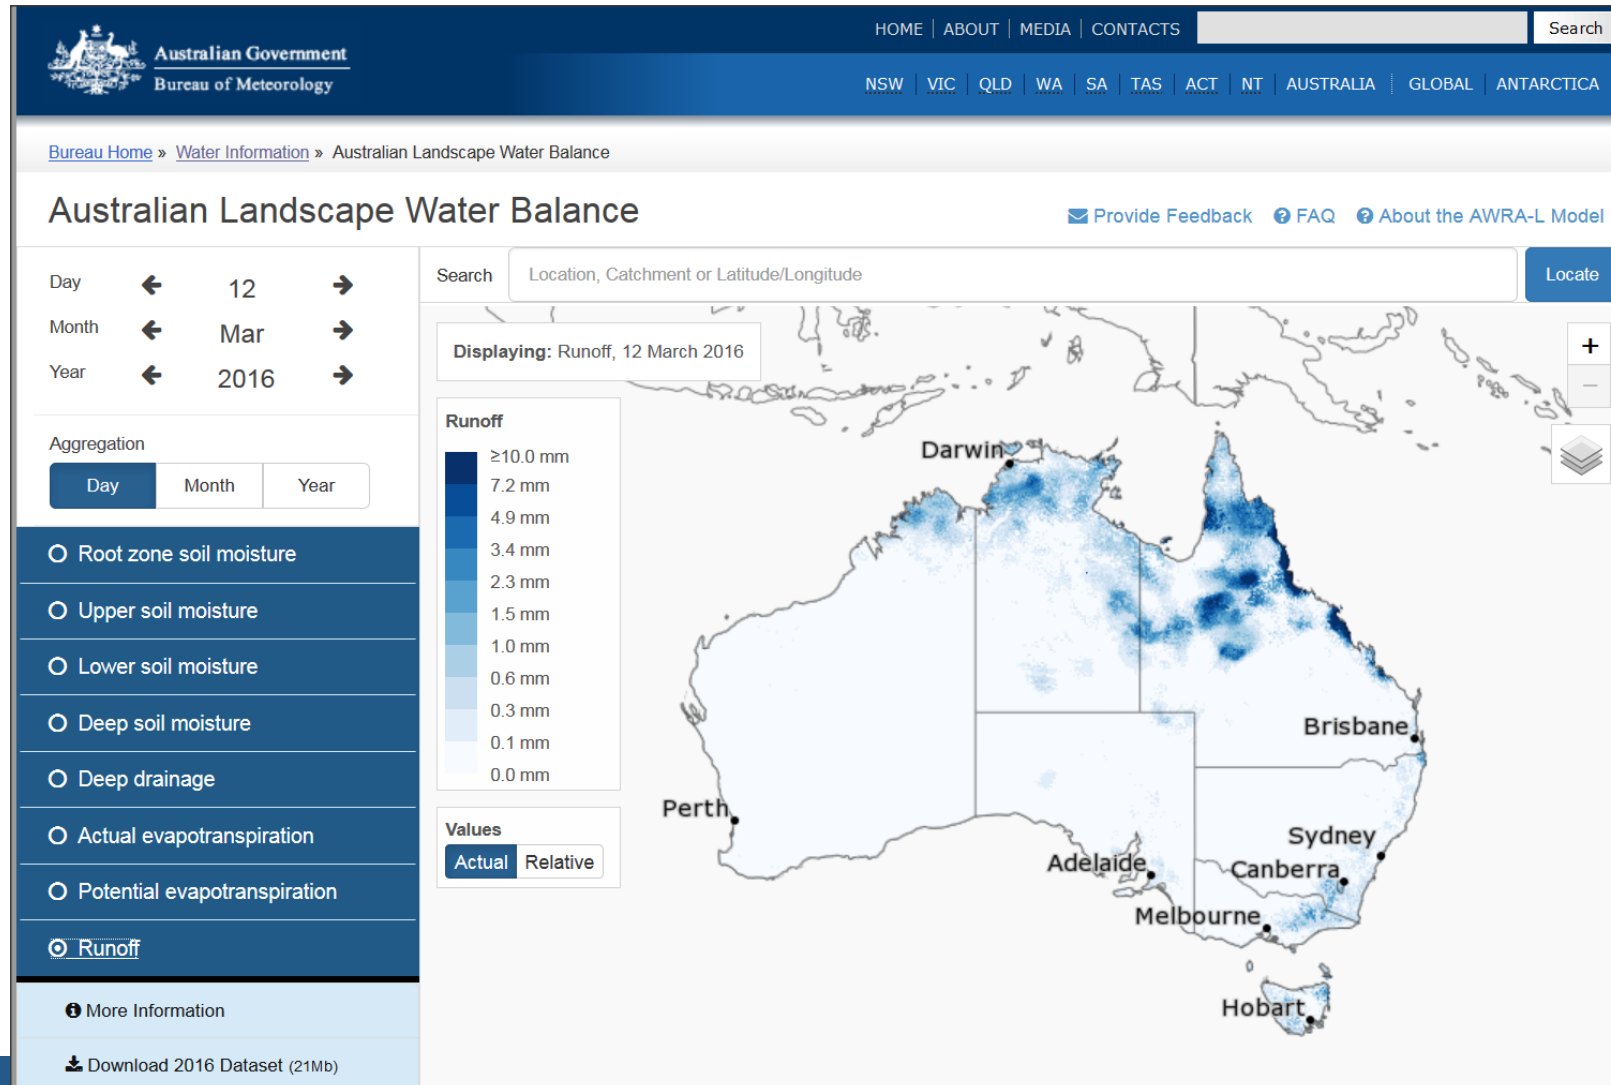 HOME | ABOUT | MEDIA | CONTACTS
Search
Australian Government
Bureau of Meteorology
NSW | VIC | QLD | WA | SA | TAS | ACT | NT | AUSTRALIA | GLOBAL | ANTARCTICA
Bureau Home » Water Information » Australian Landscape Water Balance
Australian Landscape Water Balance
Provide Feedback
FAQ
About the AWRA-L Model
Day 12
Month Mar
Year 2016
Aggregation
Day Month Year
Root zone soil moisture
Upper soil moisture
Lower soil moisture
Deep soil moisture
Deep drainage
Actual evapotranspiration
Potential evapotranspiration
Runoff
More Information
Download 2016 Dataset (21Mb)
Search
Location, Catchment or Latitude/Longitude
Locate
Displaying: Runoff, 12 March 2016
+
−
Runoff
≥10.0 mm
7.2 mm
4.9 mm
3.4 mm
2.3 mm
1.5 mm
1.0 mm
0.6 mm
0.3 mm
0.1 mm
0.0 mm
Values
Actual Relative
Darwin
Brisbane
Perth
Sydney
Adelaide
Canberra
Melbourne
Hobart